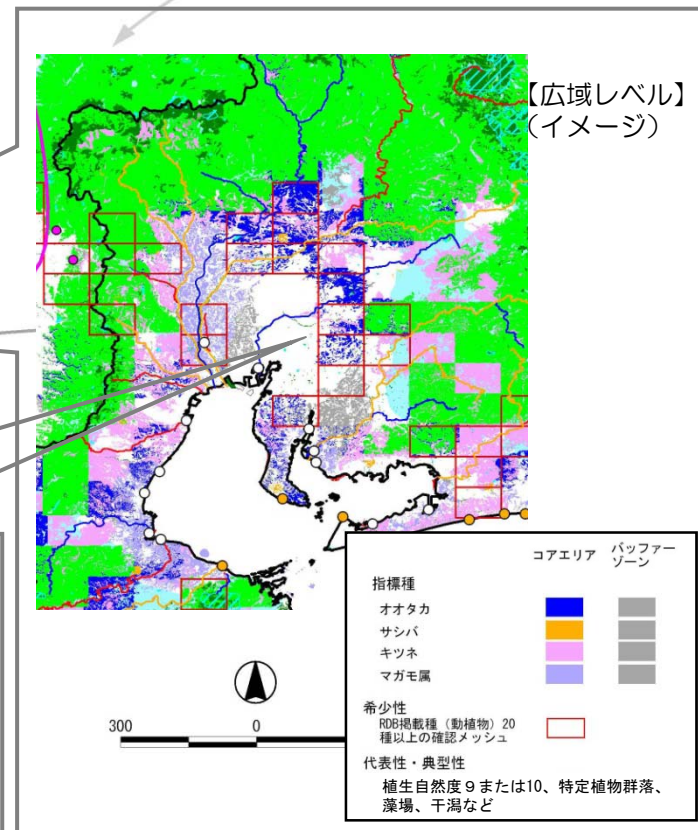 【広域レベル】
（イメージ）
コアエリア
バッファー
ゾーン
指標種
オオタカ
サシバ
キツネ
マガモ属
希少性
RDB掲載種（動植物）20
種以上の確認メッシュ
代表性・典型性
植生自然度９または10、特定植物群落、
藻場、干潟など
300 0